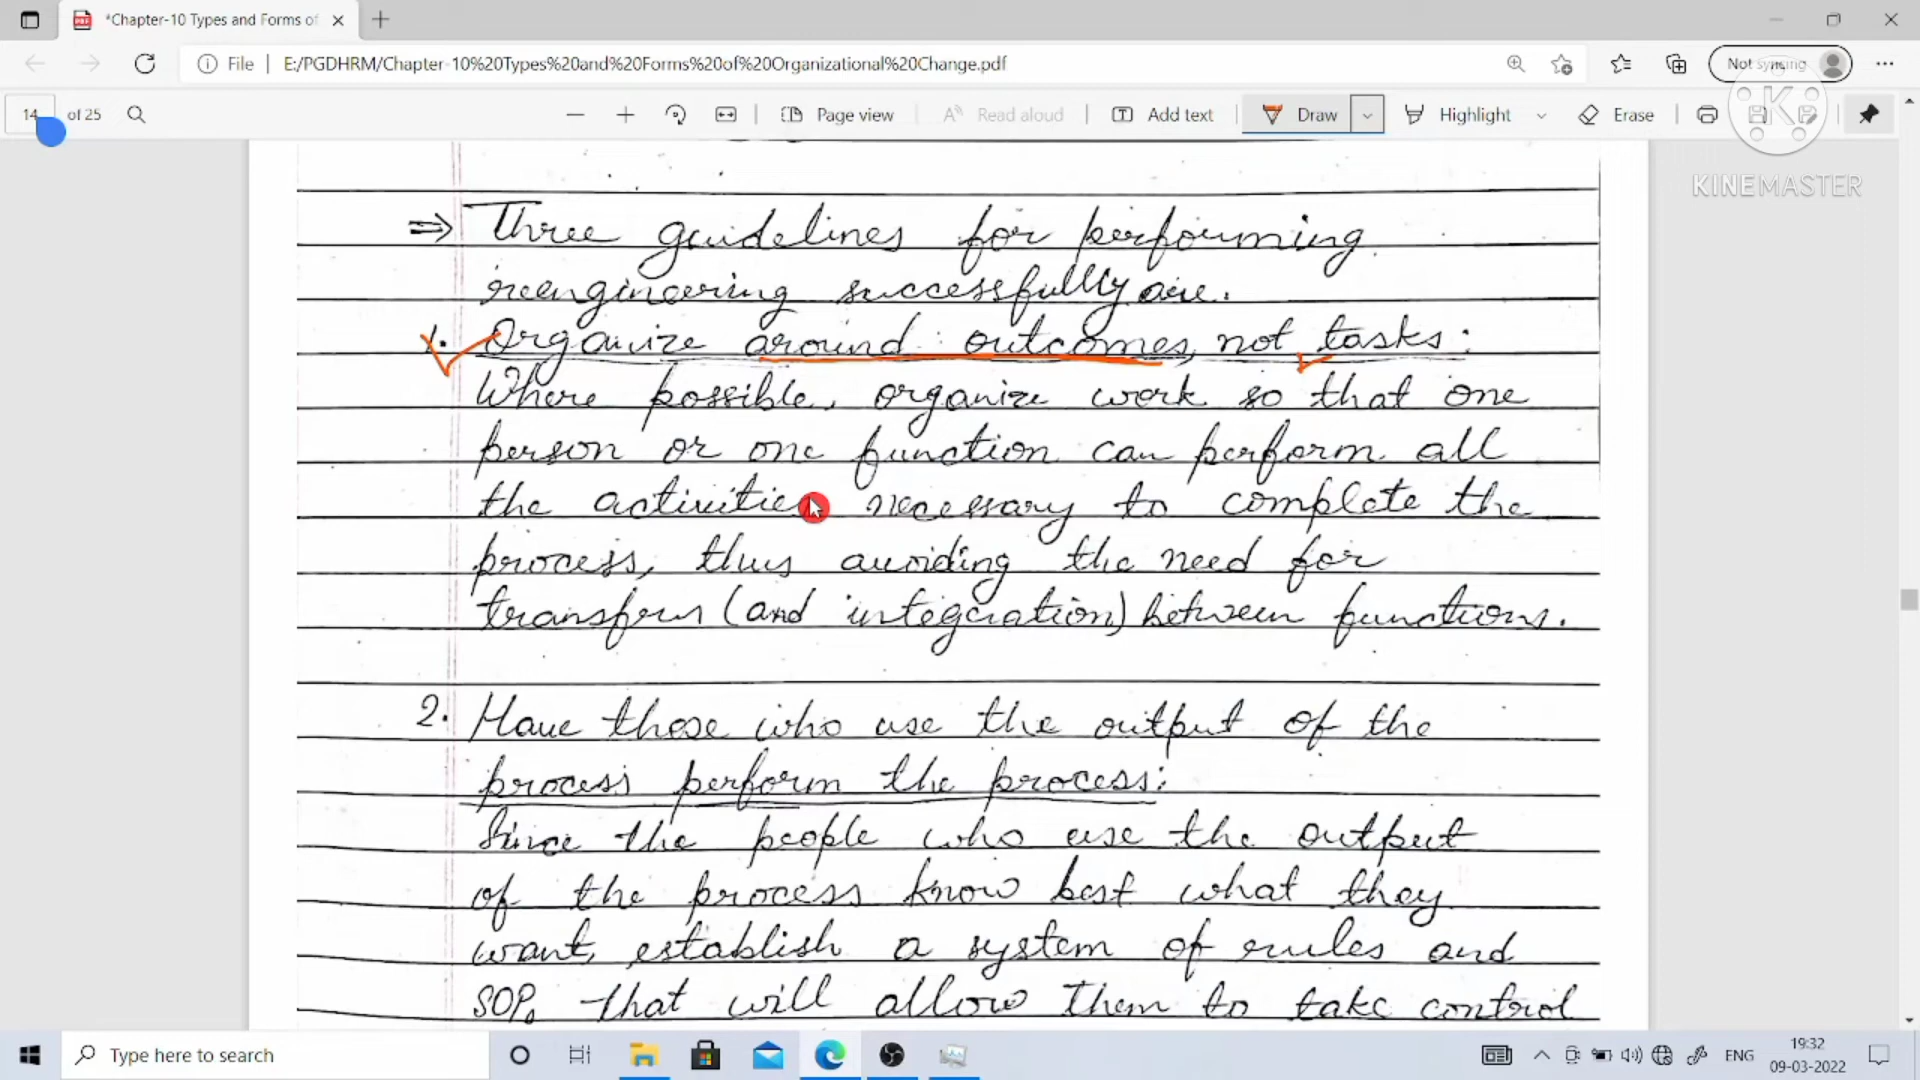 *Chapter-10 Types and Forms of
File
E:/PGDHRM/Chapter-10%20Types%20and%20Forms%20of%20Organizational%20Change.pdf
Not syncing
14 of 25
Page view
Read aloud
Add text
Draw
Highlight
Erase
KINEMASTER
⇒ Three guidelines for performing
reengineering successfully are.
1. Organize around outcomes, not tasks:
Where possible, organize work so that one
person or one function can perform all
the activities necessary to complete the
process, thus avoiding the need for
transfers (and integration) between functions.
2. Have those who use the output of the
process perform the process:
Since the people who use the output
of the process know best what they
want, establish a system of rules and
SOPs that will allow them to take control
Type here to search
ENG
19:32
09-03-2022